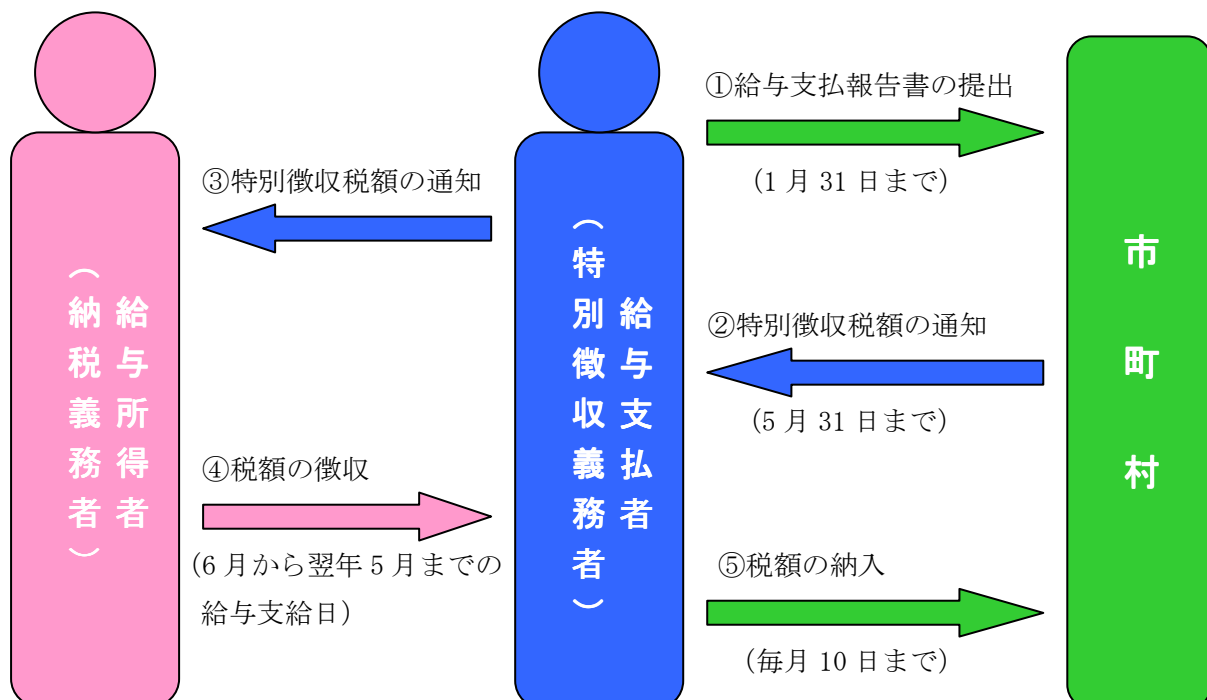 ①給与支払報告書の提出
(1月31日まで)
③特別徴収税額の通知
②特別徴収税額の通知
(5月31日まで)
④税額の徴収
(6月から翌年5月までの
給与支給日)
⑤税額の納入
(毎月10日まで)
給与所得者
(納税義務者)
給与支払者
(特別徴収義務者)
市町村